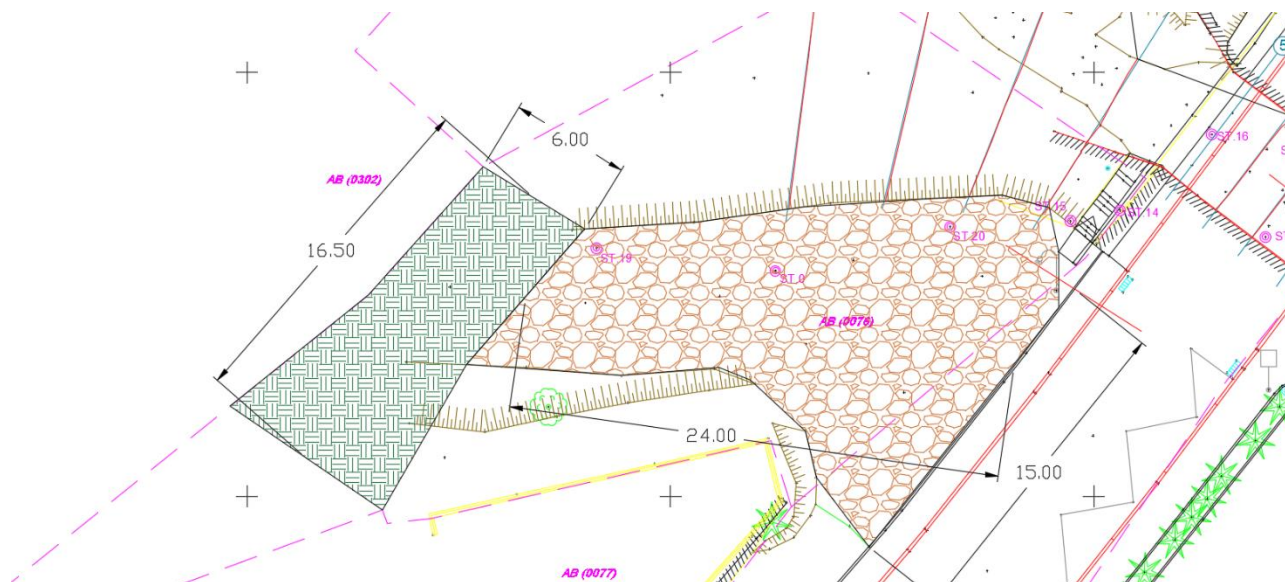 6.00
ST.16
AB (0302)
ST.15
ST.14
ST.20
ST.19
16.50
ST.0
AB (0076)
24.00
15.00
AB (0077)